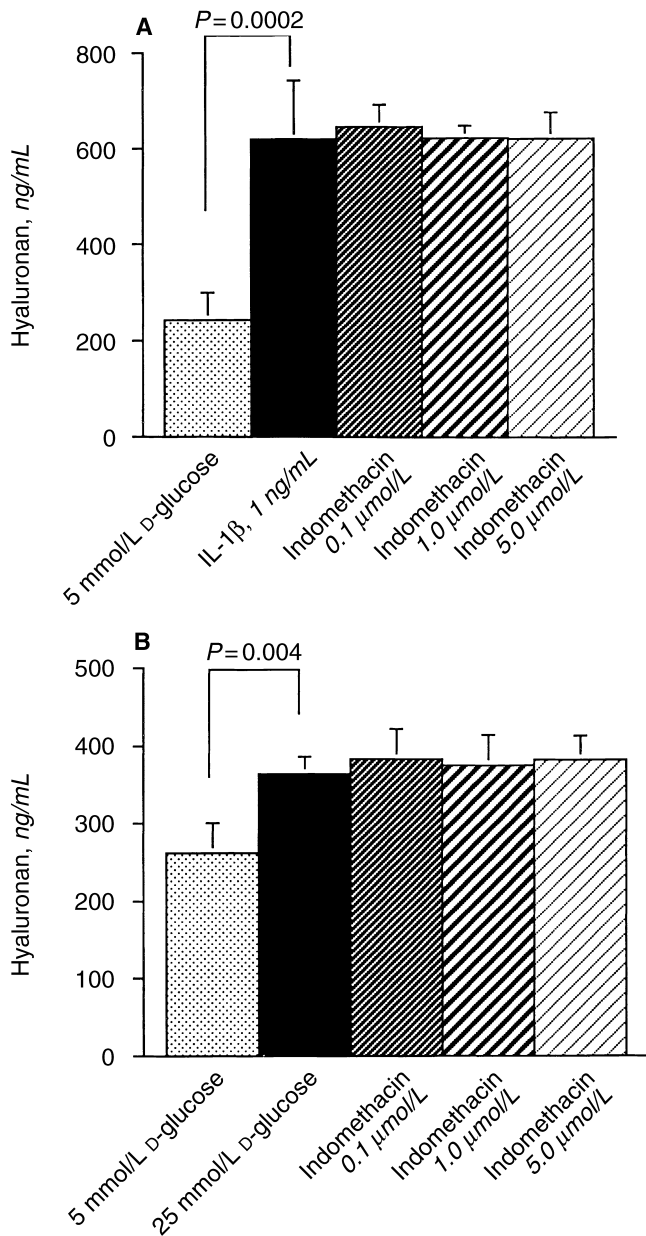 A
P = 0.0002
800
600
400
200
0
Hyaluronan, ng/mL
5 mmol/L D-glucose
IL-1β, 1 ng/mL
Indomethacin
0.1 µmol/L
Indomethacin
1.0 µmol/L
Indomethacin
5.0 µmol/L
B
P = 0.004
500
400
300
200
100
0
Hyaluronan, ng/mL
5 mmol/L D-glucose
25 mmol/L D-glucose
Indomethacin
0.1 µmol/L
Indomethacin
1.0 µmol/L
Indomethacin
5.0 µmol/L